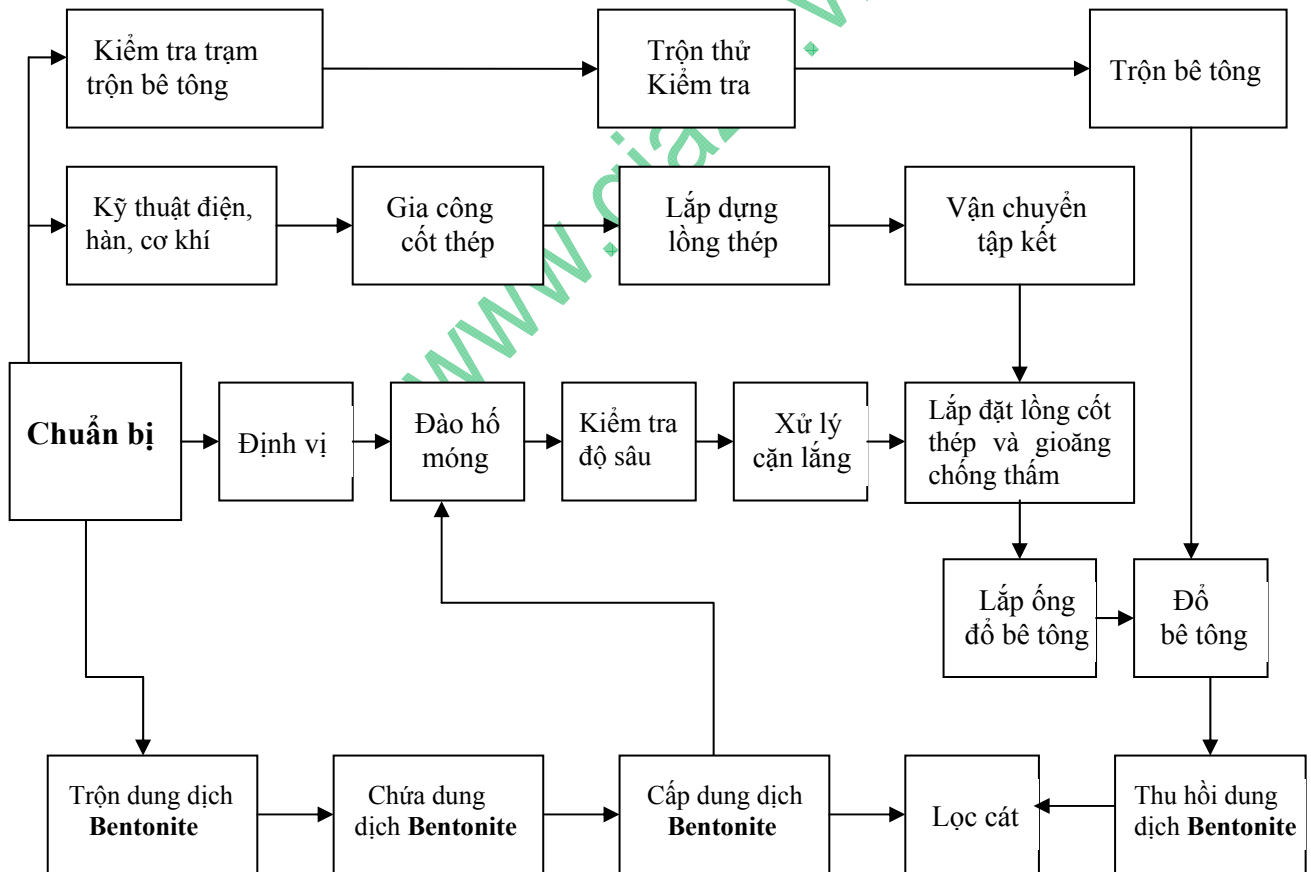 Kiểm tra trạm
trộn bê tông
Trộn thử
Kiểm tra
Trộn bê tông
Kỹ thuật điện,
hàn, cơ khí
Gia công
cốt thép
Lắp dựng
lồng thép
Vận chuyển
tập kết
Chuẩn bị
Định vị
Đào hố
móng
Kiểm tra
độ sâu
Xử lý
cặn lắng
Lắp đặt lồng cốt
thép và gioăng
chống thấm
Lắp ống
đổ bê tông
Đổ
bê tông
Trộn dung dịch
Bentonite
Chứa dung
dịch Bentonite
Cấp dung dịch
Bentonite
Lọc cát
Thu hồi dung
dịch Bentonite